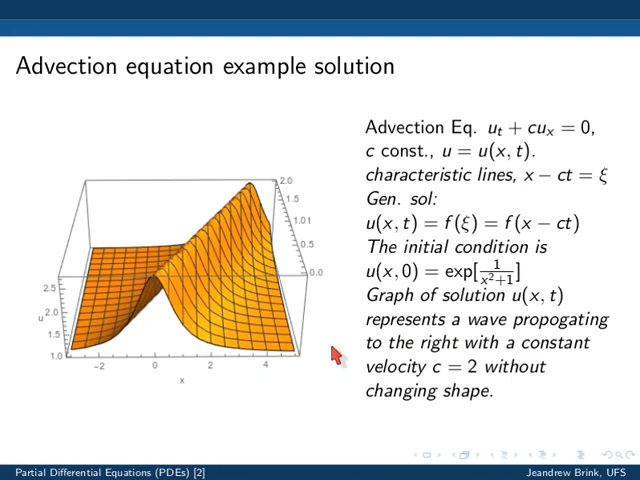 Advection equation example solution
Advection Eq. u_t + cu_x = 0,
c const., u = u(x, t).
characteristic lines, x − ct = ξ
Gen. sol:
u(x, t) = f(ξ) = f(x − ct)
The initial condition is
u(x, 0) = exp[1/(x²+1)]
Graph of solution u(x, t)
represents a wave propogating
to the right with a constant
velocity c = 2 without
changing shape.
2.0
1.5
1.0 t
0.5
0.0
2.5
2.0
u
1.5
1.0
−2 0 2 4
x
Partial Differential Equations (PDEs) [2] Jeandrew Brink, UFS